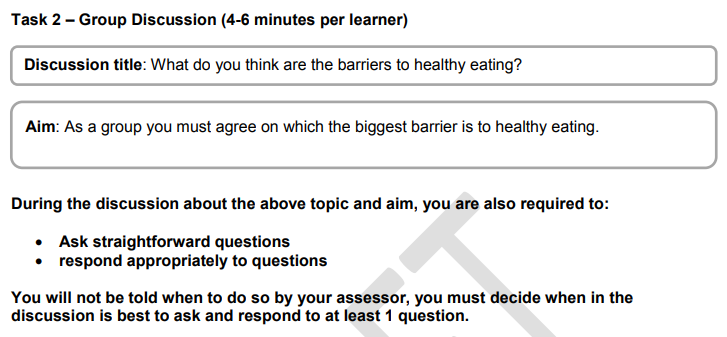 Task 2 – Group Discussion (4-6 minutes per learner)
Discussion title: What do you think are the barriers to healthy eating?
Aim: As a group you must agree on which the biggest barrier is to healthy eating.
During the discussion about the above topic and aim, you are also required to:
• Ask straightforward questions
• respond appropriately to questions
You will not be told when to do so by your assessor, you must decide when in the
discussion is best to ask and respond to at least 1 question.